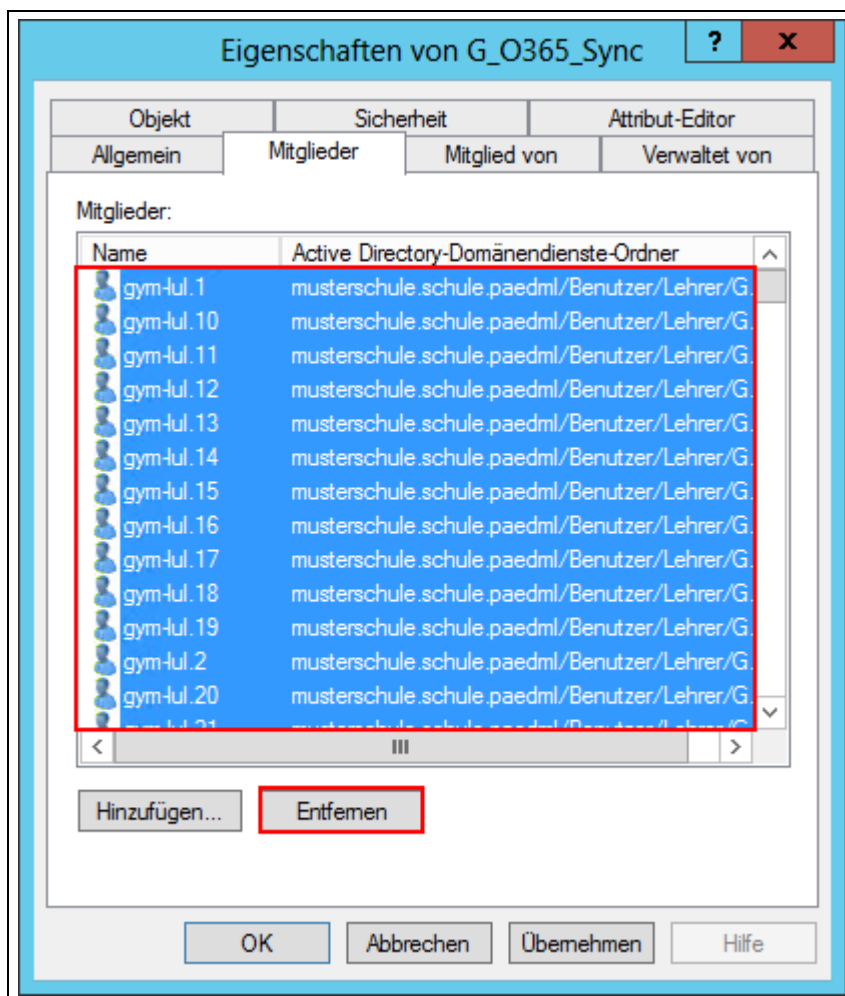 Eigenschaften von G_O365_Sync ? x
Objekt Sicherheit Attribut-Editor
Allgemein Mitglieder Mitglied von Verwaltet von
Mitglieder:
Name Active Directory-Domänendienste-Ordner
gym-lul.1 musterschule.schule.paedml/Benutzer/Lehrer/G.
gym-lul.10 musterschule.schule.paedml/Benutzer/Lehrer/G.
gym-lul.11 musterschule.schule.paedml/Benutzer/Lehrer/G.
gym-lul.12 musterschule.schule.paedml/Benutzer/Lehrer/G.
gym-lul.13 musterschule.schule.paedml/Benutzer/Lehrer/G.
gym-lul.14 musterschule.schule.paedml/Benutzer/Lehrer/G.
gym-lul.15 musterschule.schule.paedml/Benutzer/Lehrer/G.
gym-lul.16 musterschule.schule.paedml/Benutzer/Lehrer/G.
gym-lul.17 musterschule.schule.paedml/Benutzer/Lehrer/G.
gym-lul.18 musterschule.schule.paedml/Benutzer/Lehrer/G.
gym-lul.19 musterschule.schule.paedml/Benutzer/Lehrer/G.
gym-lul.2 musterschule.schule.paedml/Benutzer/Lehrer/G.
gym-lul.20 musterschule.schule.paedml/Benutzer/Lehrer/G.
Hinzufügen... Entfernen
OK Abbrechen Übernehmen Hilfe